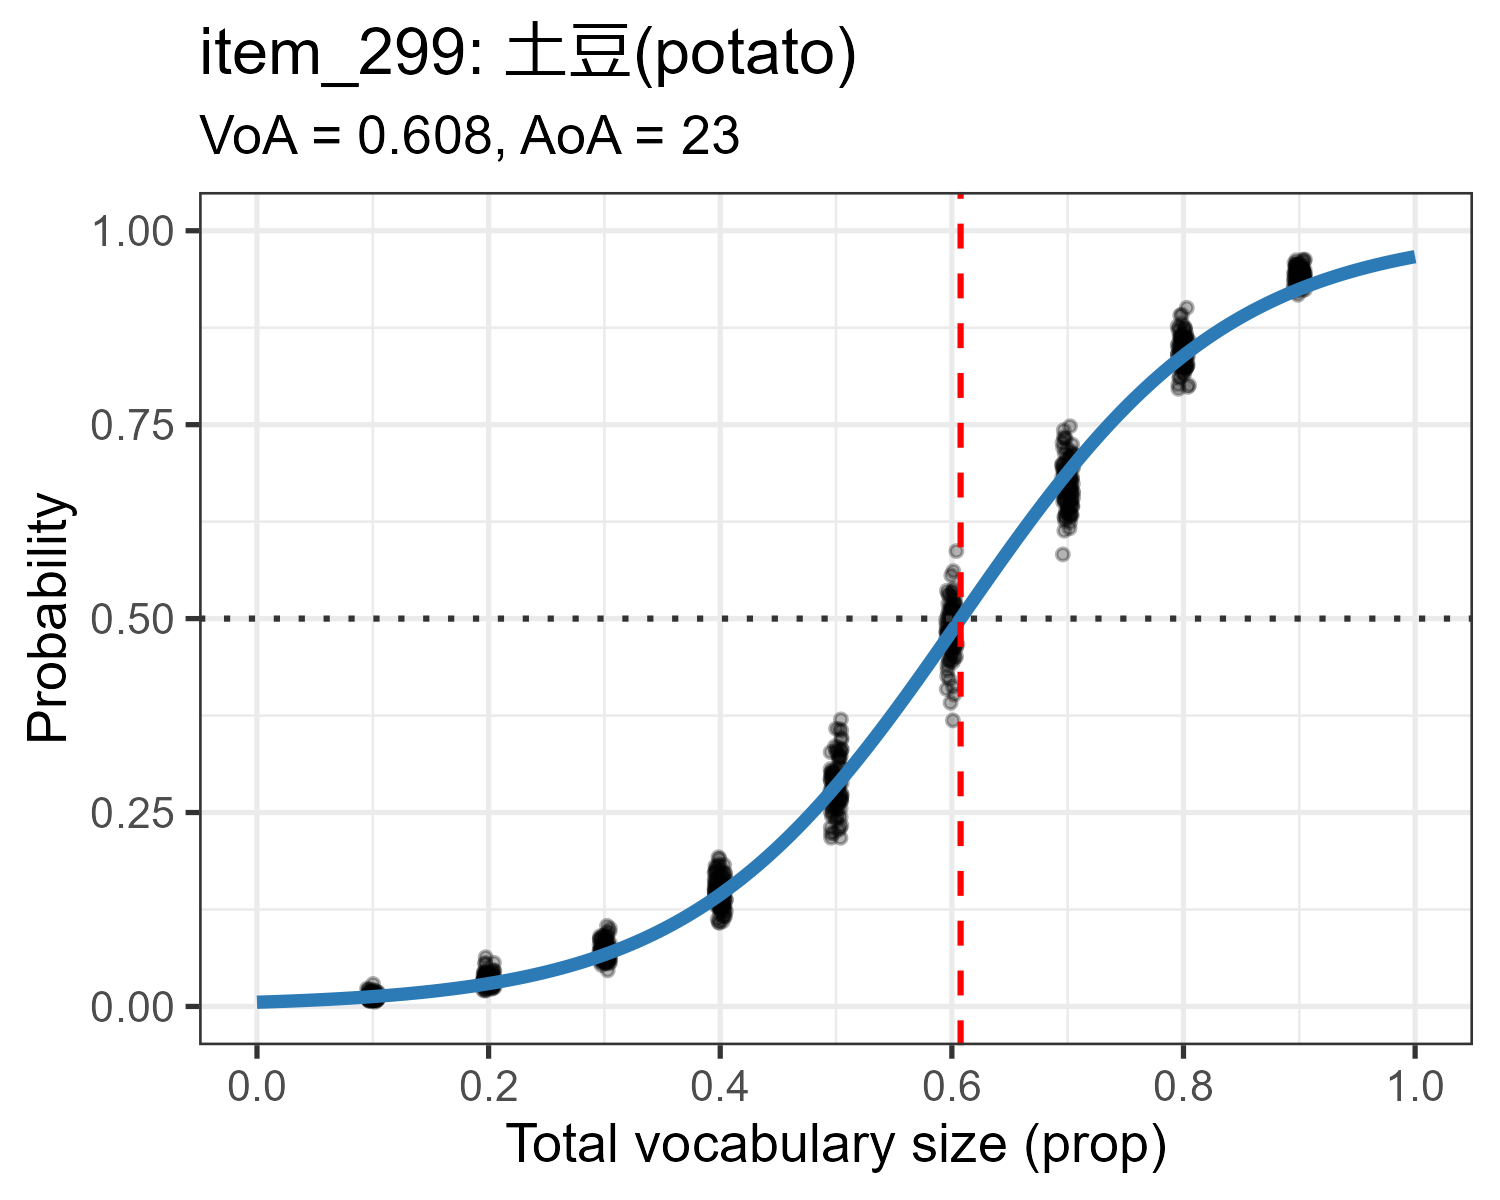 item_299: 土豆(potato)
VoA = 0.608, AoA = 23
1.00
0.75
0.50
0.25
0.00
Probability
0.0 0.2 0.4 0.6 0.8 1.0
Total vocabulary size (prop)